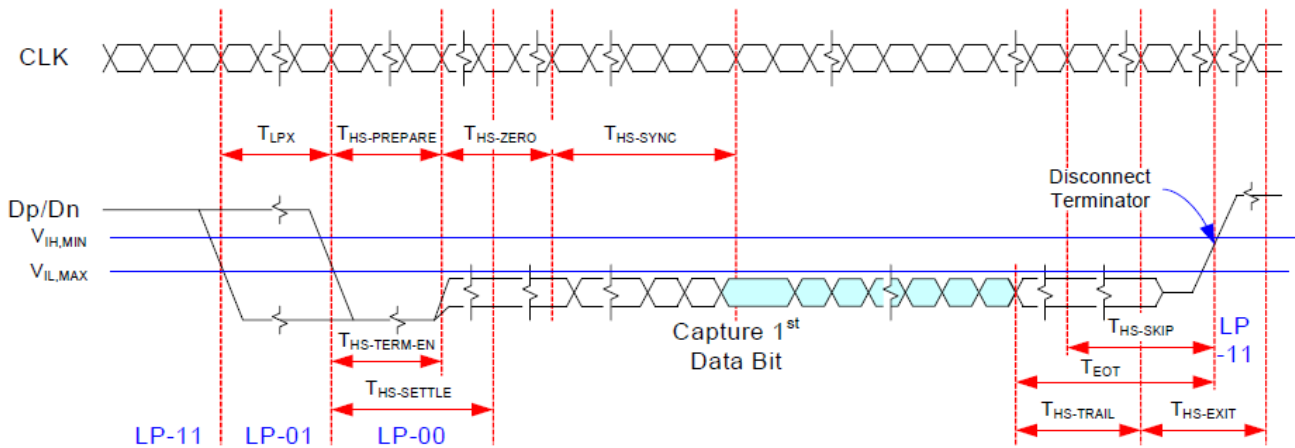 CLK
TLPX THS-PREPARE THS-ZERO THS-SYNC
Disconnect
Terminator
Dp/Dn
VIH,MIN
VIL,MAX
Capture 1st
Data Bit
THS-TERM-EN
THS-SETTLE
THS-SKIP
LP
-11
TEOT
THS-TRAIL THS-EXIT
LP-11 LP-01 LP-00